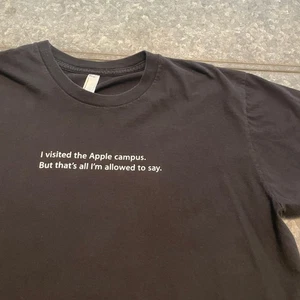 I visited the Apple campus.
But that's all I'm allowed to say.